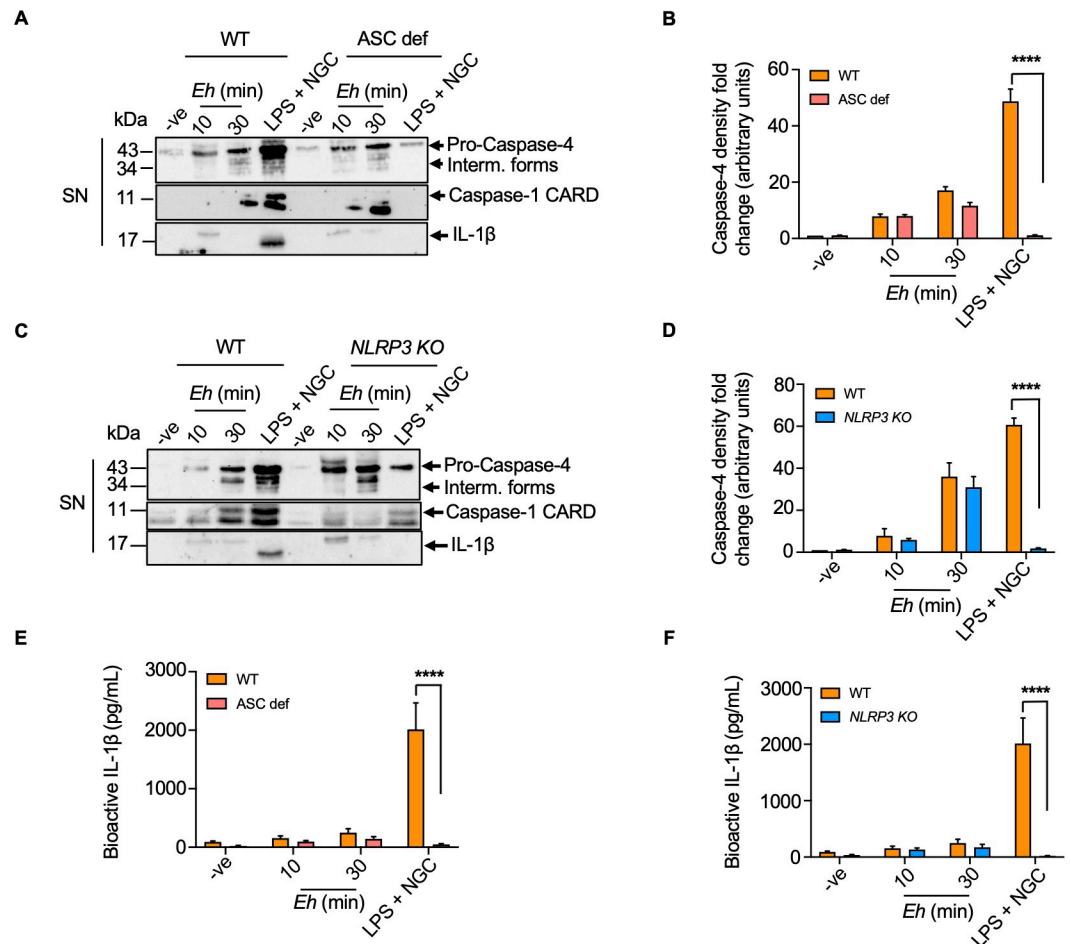 A
WT
ASC def
Eh (min)
Eh (min)
kDa
-ve
10
30
LPS + NGC
-ve
10
30
LPS + NGC
SN
43
34
11
17
Pro-Caspase-4
Interm. forms
Caspase-1 CARD
IL-1β
B
Caspase-4 density fold
change (arbitrary units)
60
40
20
0
WT
ASC def
****
-ve
10
30
LPS + NGC
Eh (min)
C
WT
NLRP3 KO
Eh (min)
Eh (min)
kDa
-ve
10
30
LPS + NGC
-ve
10
30
LPS + NGC
SN
43
34
11
17
Pro-Caspase-4
Interm. forms
Caspase-1 CARD
IL-1β
D
Caspase-4 density fold
change (arbitrary units)
80
60
40
20
0
WT
NLRP3 KO
****
-ve
10
30
LPS + NGC
Eh (min)
E
Bioactive IL-1β (pg/mL)
3000
2000
1000
0
WT
ASC def
****
-ve
10
30
LPS + NGC
Eh (min)
F
Bioactive IL-1β (pg/mL)
3000
2000
1000
0
WT
NLRP3 KO
****
-ve
10
30
LPS + NGC
Eh (min)